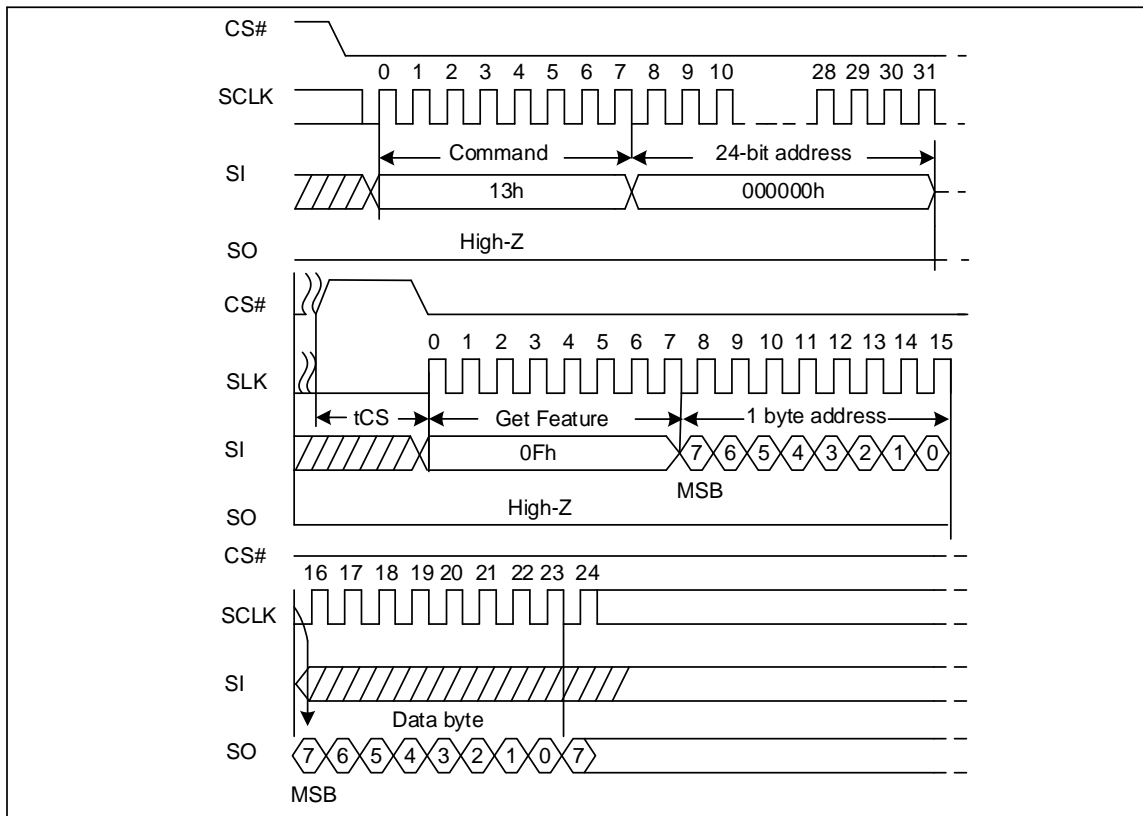 CS#
0 1 2 3 4 5 6 7 8 9 10 28 29 30 31
SCLK
Command 24-bit address
SI
13h 000000h
High-Z
SO
CS#
0 1 2 3 4 5 6 7 8 9 10 11 12 13 14 15
SLK
tCS Get Feature 1 byte address
SI
0Fh 7 6 5 4 3 2 1 0
MSB
High-Z
SO
CS#
16 17 18 19 20 21 22 23 24
SCLK
SI
Data byte
SO
7 6 5 4 3 2 1 0 7
MSB